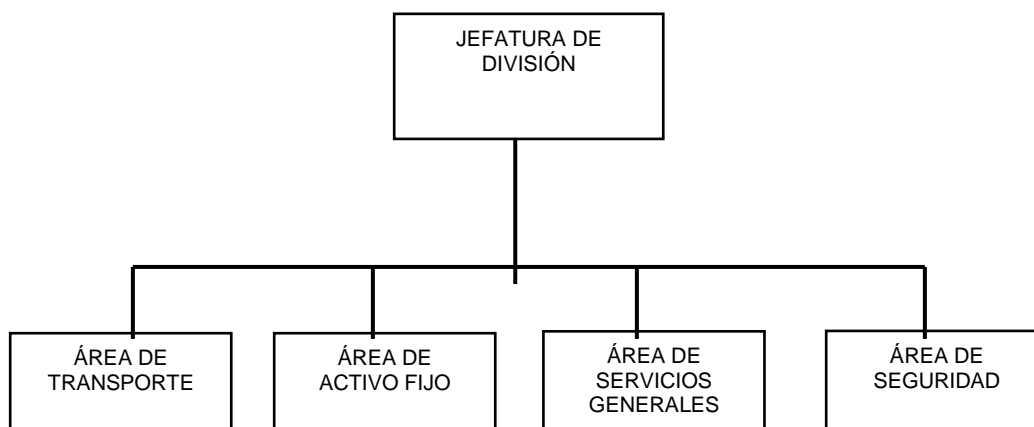 JEFATURA DE
DIVISIÓN
ÁREA DE
TRANSPORTE
ÁREA DE
ACTIVO FIJO
ÁREA DE
SERVICIOS
GENERALES
ÁREA DE
SEGURIDAD